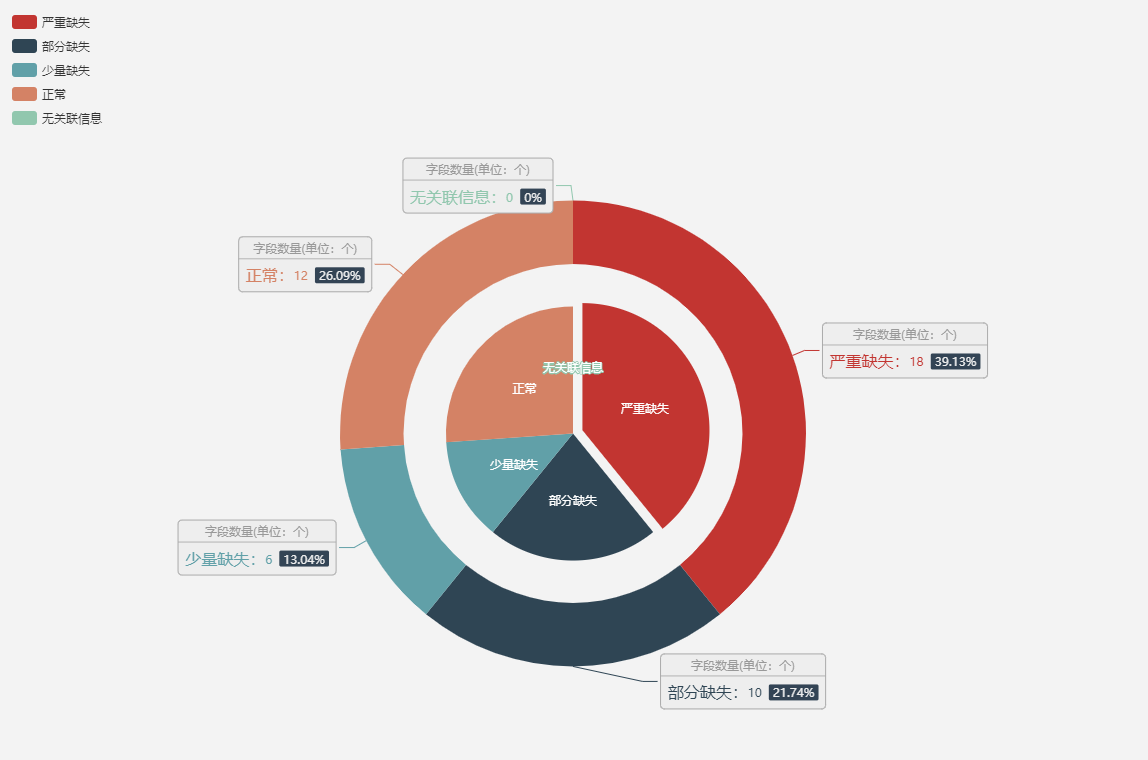 严重缺失
部分缺失
少量缺失
正常
无关联信息
字段数量(单位：个)
无关联信息：0 0%
字段数量(单位：个)
正常：12 26.09%
字段数量(单位：个)
严重缺失：18 39.13%
无关联信息
正常
严重缺失
少量缺失
部分缺失
字段数量(单位：个)
少量缺失：6 13.04%
字段数量(单位：个)
部分缺失：10 21.74%